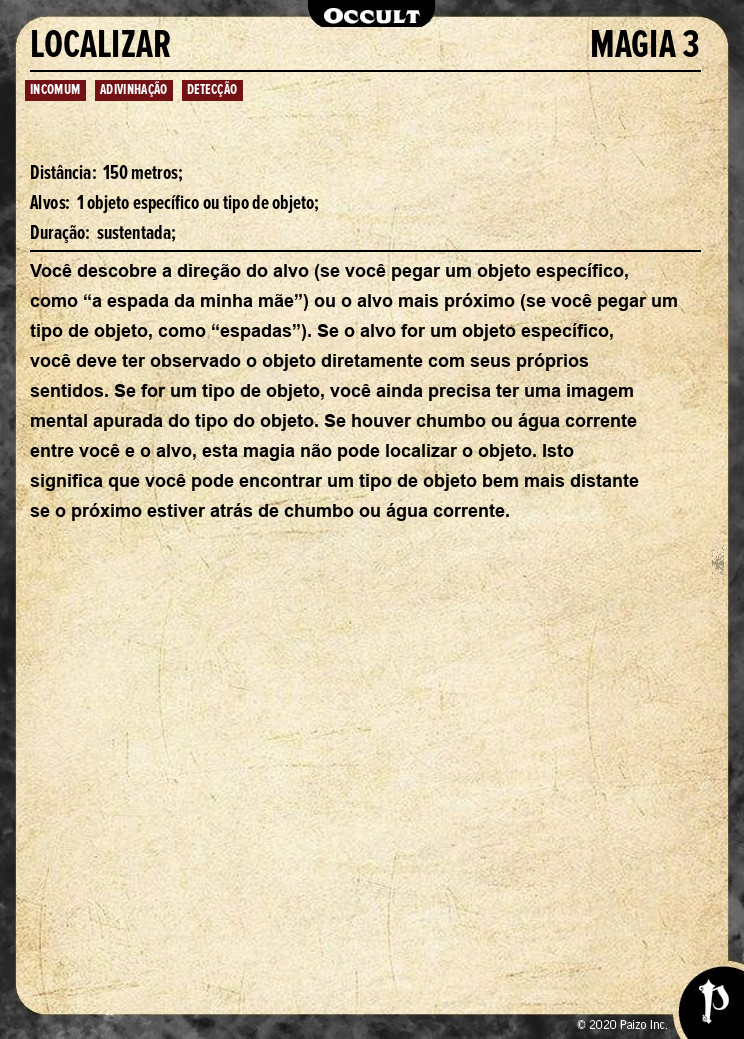 OCCULT
LOCALIZAR MAGIA 3
INCOMUM ADIVINHAÇÃO DETECÇÃO
Distância: 150 metros;
Alvos: 1 objeto específico ou tipo de objeto;
Duração: sustentada;
Você descobre a direção do alvo (se você pegar um objeto específico,
como “a espada da minha mãe”) ou o alvo mais próximo (se você pegar um
tipo de objeto, como “espadas”). Se o alvo for um objeto específico,
você deve ter observado o objeto diretamente com seus próprios
sentidos. Se for um tipo de objeto, você ainda precisa ter uma imagem
mental apurada do tipo do objeto. Se houver chumbo ou água corrente
entre você e o alvo, esta magia não pode localizar o objeto. Isto
significa que você pode encontrar um tipo de objeto bem mais distante
se o próximo estiver atrás de chumbo ou água corrente.
© 2020 Paizo Inc.
P